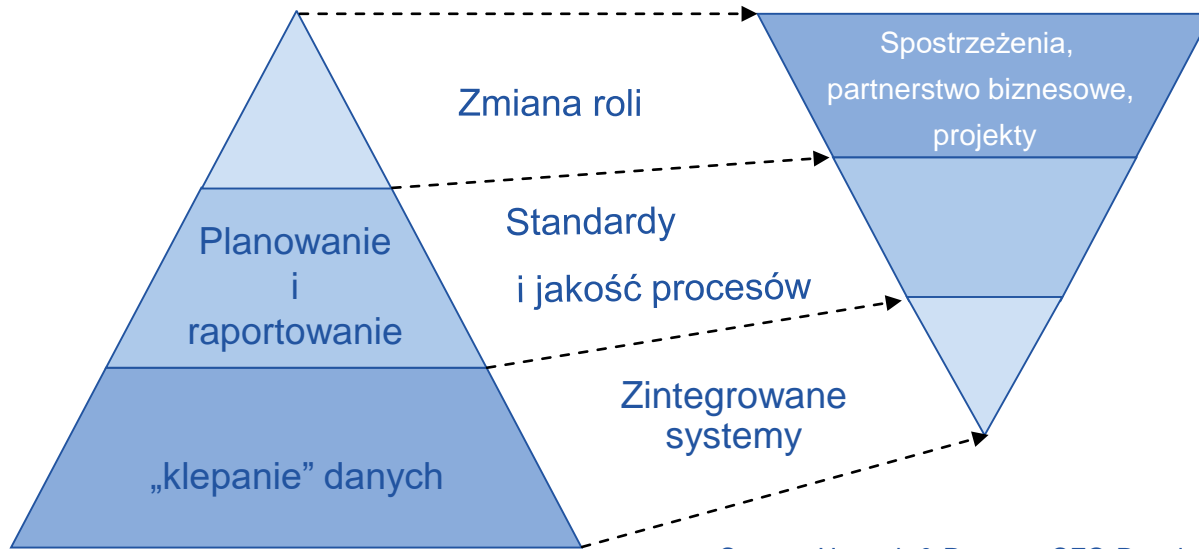 Spostrzeżenia,
partnerstwo biznesowe,
projekty
Zmiana roli
Standardy
i jakość procesów
Planowanie
i
raportowanie
Zintegrowane
systemy
„klepanie” danych